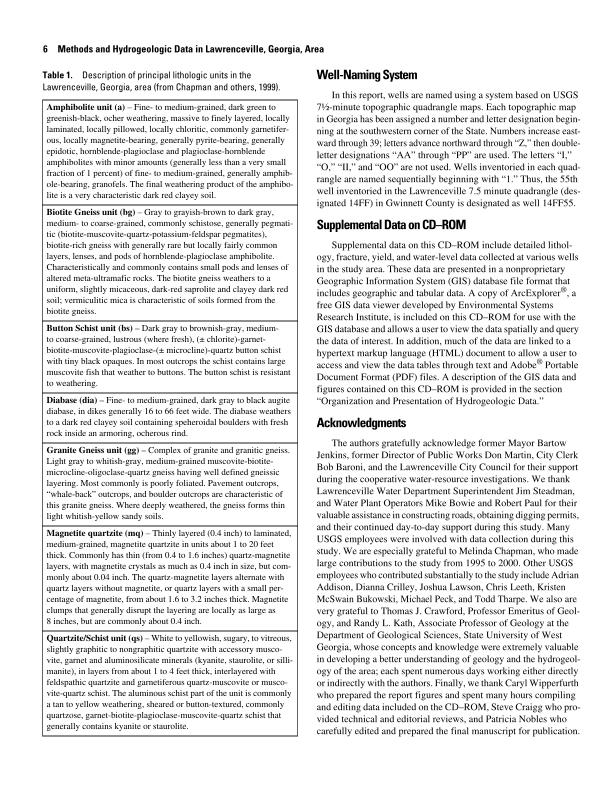 6 Methods and Hydrogeologic Data in Lawrenceville, Georgia, Area
Table 1. Description of principal lithologic units in the
Lawrenceville, Georgia, area (from Chapman and others, 1999).
Amphibolite unit (a) – Fine- to medium-grained, dark green to
greenish-black, ocher weathering, massive to finely layered, locally
laminated, locally pillowed, locally chloritic, commonly garnetifer-
ous, locally magnetite-bearing, generally pyrite-bearing, generally
epidotic, hornblende-plagioclase and plagioclase-hornblende
amphibolites with minor amounts (generally less than a very small
fraction of 1 percent) of fine- to medium-grained, generally amphib-
ole-bearing, granofels. The final weathering product of the amphibo-
lite is a very characteristic dark red clayey soil.
Biotite Gneiss unit (bg) – Gray to grayish-brown to dark gray,
medium- to coarse-grained, commonly schistose, generally pegmati-
tic (biotite-muscovite-quartz-potassium-feldspar pegmatites),
biotite-rich gneiss with generally rare but locally fairly common
layers, lenses, and pods of hornblende-plagioclase amphibolite.
Characteristically and commonly contains small pods and lenses of
altered meta-ultramafic rocks. The biotite gneiss weathers to a
uniform, slightly micaceous, dark-red saprolite and clayey dark red
soil; vermiculitic mica is characteristic of soils formed from the
biotite gneiss.
Button Schist unit (bs) – Dark gray to brownish-gray, medium-
to coarse-grained, lustrous (where fresh), (± chlorite)-garnet-
biotite-muscovite-plagioclase-(± microcline)-quartz button schist
with tiny black opaques. In most outcrops the schist contains large
muscovite fish that weather to buttons. The button schist is resistant
to weathering.
Diabase (dia) – Fine- to medium-grained, dark gray to black augite
diabase, in dikes generally 16 to 66 feet wide. The diabase weathers
to a dark red clayey soil containing speheroidal boulders with fresh
rock inside an armoring, ocherous rind.
Granite Gneiss unit (gg) – Complex of granite and granitic gneiss.
Light gray to whitish-gray, medium-grained muscovite-biotite-
microcline-oligoclase-quartz gneiss having well defined gneissic
layering. Most commonly is poorly foliated. Pavement outcrops,
“whale-back” outcrops, and boulder outcrops are characteristic of
this granite gneiss. Where deeply weathered, the gneiss forms thin
light whitish-yellow sandy soils.
Magnetite quartzite (mq) – Thinly layered (0.4 inch) to laminated,
medium-grained, magnetite quartzite in units about 1 to 20 feet
thick. Commonly has thin (from 0.4 to 1.6 inches) quartz-magnetite
layers, with magnetite crystals as much as 0.4 inch in size, but com-
monly about 0.04 inch. The quartz-magnetite layers alternate with
quartz layers without magnetite, or quartz layers with a small per-
centage of magnetite, from about 1.6 to 3.2 inches thick. Magnetite
clumps that generally disrupt the layering are locally as large as
8 inches, but are commonly about 0.4 inch.
Quartzite/Schist unit (qs) – White to yellowish, sugary, to vitreous,
slightly graphitic to nongraphitic quartzite with accessory musco-
vite, garnet and aluminosilicate minerals (kyanite, staurolite, or silli-
manite), in layers from about 1 to 4 feet thick, interlayered with
feldspathic quartzite and garnetiferous quartz-muscovite or musco-
vite-quartz schist. The aluminous schist part of the unit is commonly
a tan to yellow weathering, sheared or button-textured, commonly
quartzose, garnet-biotite-plagioclase-muscovite-quartz schist that
generally contains kyanite or staurolite.
Well-Naming System
In this report, wells are named using a system based on USGS
7½-minute topographic quadrangle maps. Each topographic map
in Georgia has been assigned a number and letter designation begin-
ning at the southwestern corner of the State. Numbers increase east-
ward through 39; letters advance northward through “Z,” then double-
letter designations “AA” through “PP” are used. The letters “I,”
“O,” “II,” and “OO” are not used. Wells inventoried in each quad-
rangle are named sequentially beginning with “1.” Thus, the 55th
well inventoried in the Lawrenceville 7.5 minute quadrangle (des-
ignated 14FF) in Gwinnett County is designated as well 14FF55.
Supplemental Data on CD–ROM
Supplemental data on this CD–ROM include detailed lithol-
ogy, fracture, yield, and water-level data collected at various wells
in the study area. These data are presented in a nonproprietary
Geographic Information System (GIS) database file format that
includes geographic and tabular data. A copy of ArcExplorer®, a
free GIS data viewer developed by Environmental Systems
Research Institute, is included on this CD–ROM for use with the
GIS database and allows a user to view the data spatially and query
the data of interest. In addition, much of the data are linked to a
hypertext markup language (HTML) document to allow a user to
access and view the data tables through text and Adobe® Portable
Document Format (PDF) files. A description of the GIS data and
figures contained on this CD–ROM is provided in the section
“Organization and Presentation of Hydrogeologic Data.”
Acknowledgments
The authors gratefully acknowledge former Mayor Bartow
Jenkins, former Director of Public Works Don Martin, City Clerk
Bob Baroni, and the Lawrenceville City Council for their support
during the cooperative water-resource investigations. We thank
Lawrenceville Water Department Superintendent Jim Steadman,
and Water Plant Operators Mike Bowie and Robert Paul for their
valuable assistance in constructing roads, obtaining digging permits,
and their continued day-to-day support during this study. Many
USGS employees were involved with data collection during this
study. We are especially grateful to Melinda Chapman, who made
large contributions to the study from 1995 to 2000. Other USGS
employees who contributed substantially to the study include Adrian
Addison, Dianna Crilley, Joshua Lawson, Chris Leeth, Kristen
McSwain Bukowski, Michael Peck, and Todd Tharpe. We also are
very grateful to Thomas J. Crawford, Professor Emeritus of Geol-
ogy, and Randy L. Kath, Associate Professor of Geology at the
Department of Geological Sciences, State University of West
Georgia, whose concepts and knowledge were extremely valuable
in developing a better understanding of geology and the hydrogeol-
ogy of the area; each spent numerous days working either directly
or indirectly with the authors. Finally, we thank Caryl Wipperfurth
who prepared the report figures and spent many hours compiling
and editing data included on the CD–ROM, Steve Craigg who pro-
vided technical and editorial reviews, and Patricia Nobles who
carefully edited and prepared the final manuscript for publication.